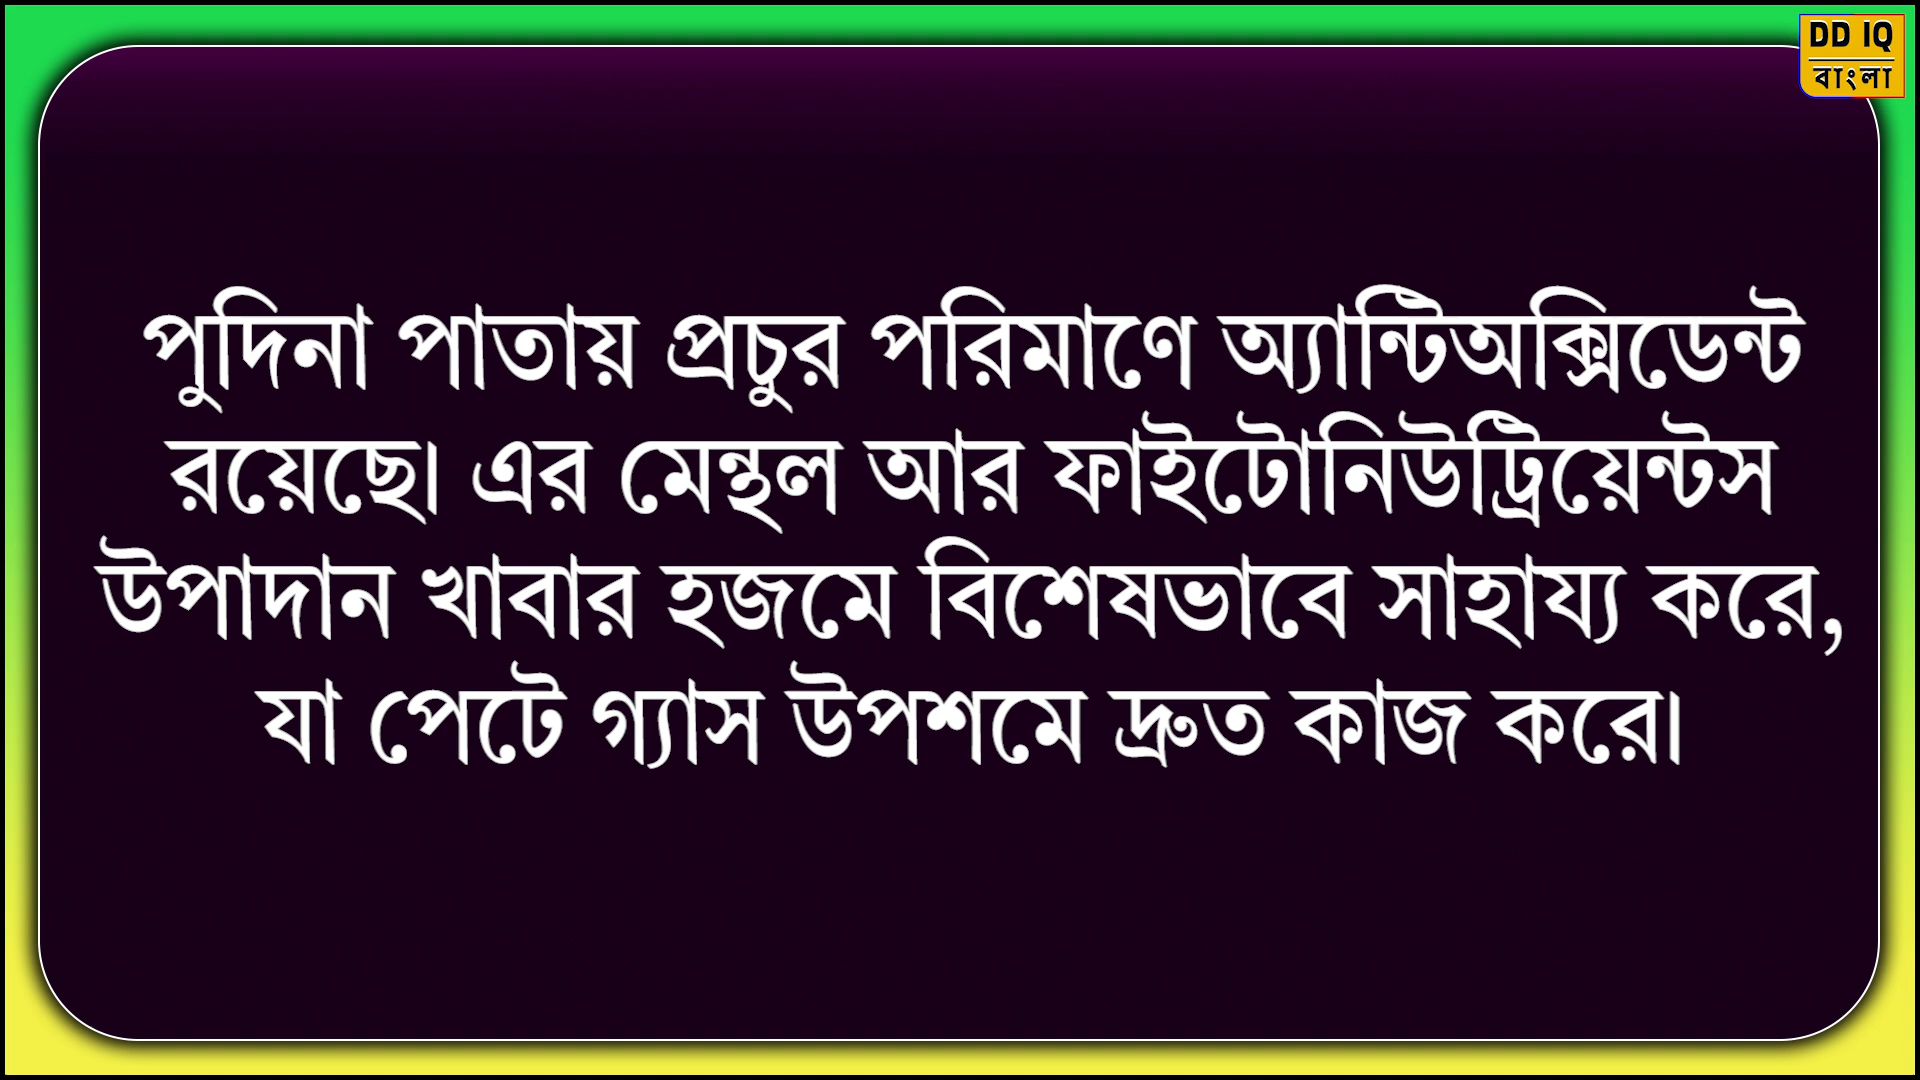 DD IQ
বাংলা
পুদিনা পাতায় প্রচুর পরিমাণে অ্যান্টিঅক্সিডেন্ট
রয়েছে। এর মেন্থল আর ফাইটোনিউট্রিয়েন্টস
উপাদান খাবার হজমে বিশেষভাবে সাহায্য করে,
যা পেটে গ্যাস উপশমে দ্রুত কাজ করে।